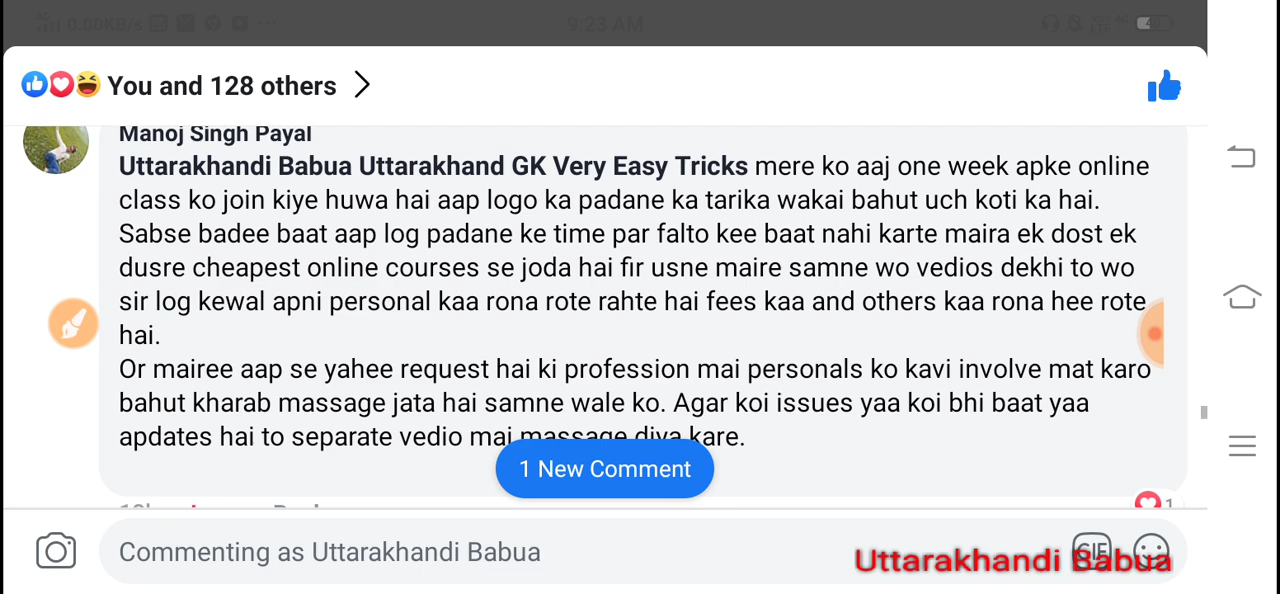 0.00KB/s
9:23 AM
You and 128 others
Manoj Singh Payal
Uttarakhandi Babua Uttarakhand GK Very Easy Tricks mere ko aaj one week apke online
class ko join kiye huwa hai aap logo ka padane ka tarika wakai bahut uch koti ka hai.
Sabse badee baat aap log padane ke time par falto kee baat nahi karte maira ek dost ek
dusre cheapest online courses se joda hai fir usne maire samne wo vedios dekhi to wo
sir log kewal apni personal kaa rona rote rahte hai fees kaa and others kaa rona hee rote
hai.
Or mairee aap se yahee request hai ki profession mai personals ko kavi involve mat karo
bahut kharab massage jata hai samne wale ko. Agar koi issues yaa koi bhi baat yaa
apdates hai to separate vedio mai massage diya kare.
1 New Comment
1
Commenting as Uttarakhandi Babua
GIF
Uttarakhandi Babua